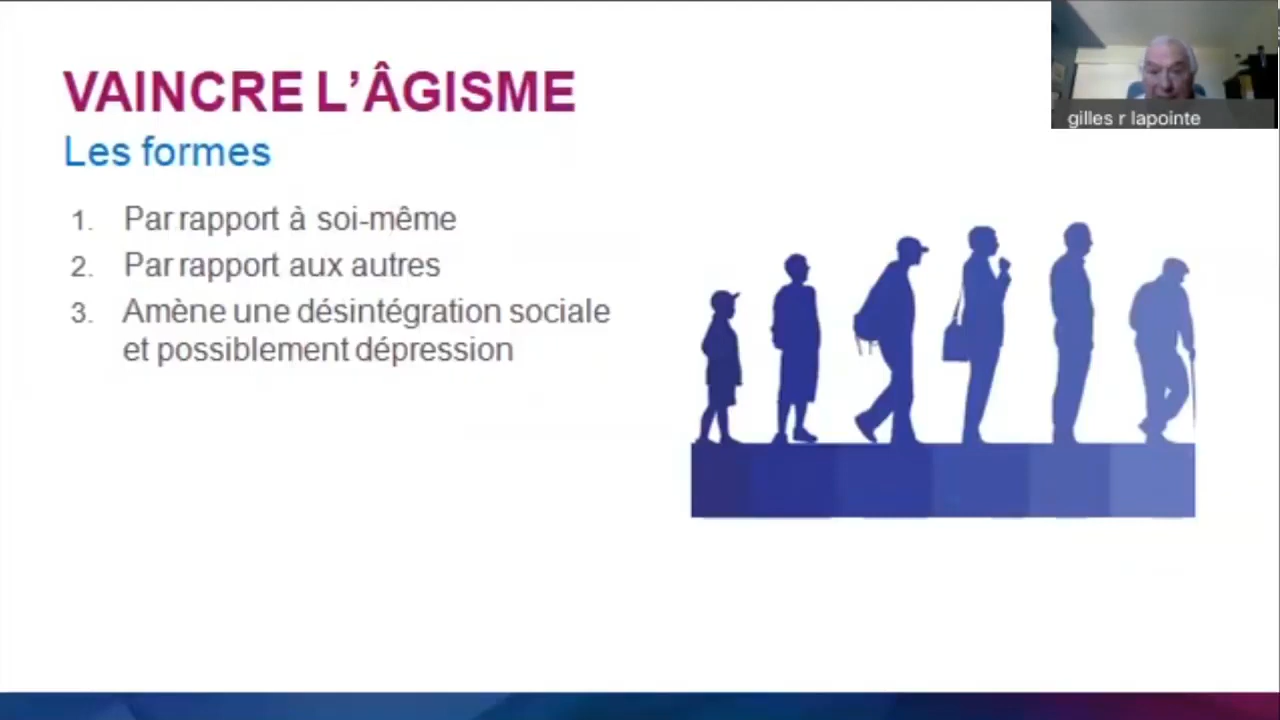 VAINCRE L’ÂGISME
Les formes
1. Par rapport à soi-même
2. Par rapport aux autres
3. Amène une désintégration sociale
et possiblement dépression
gilles r lapointe